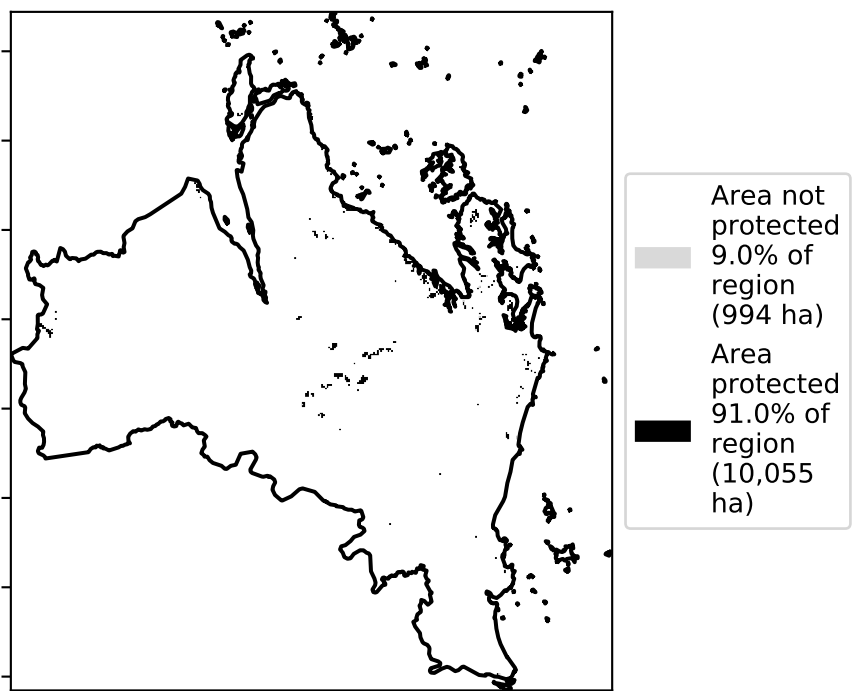 Area not
protected
9.0% of
region
(994 ha)
Area
protected
91.0% of
region
(10,055
ha)